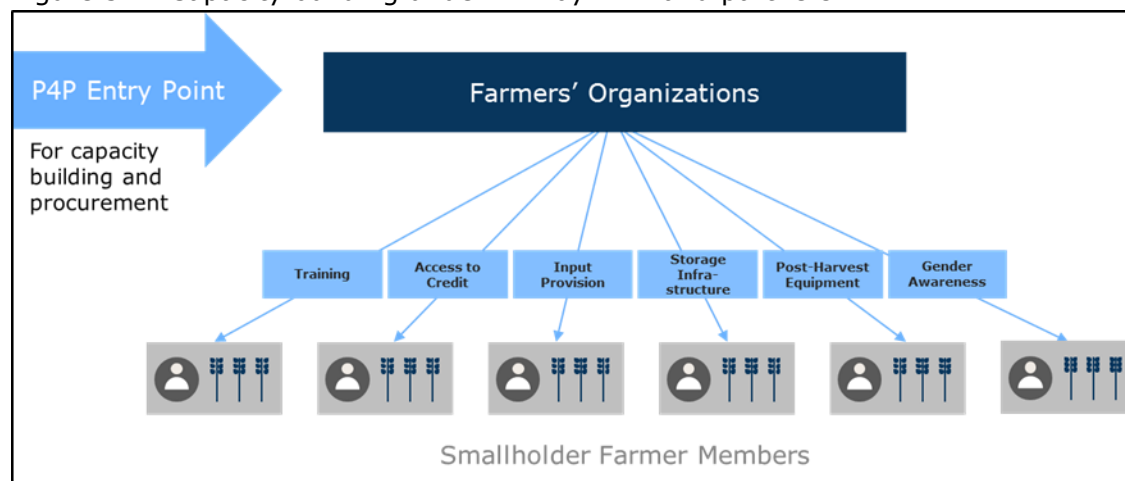 P4P Entry Point
Farmers' Organizations
For capacity
building and
procurement
Training
Access to
Credit
Input
Provision
Storage
Infra-
structure
Post-Harvest
Equipment
Gender
Awareness
Smallholder Farmer Members